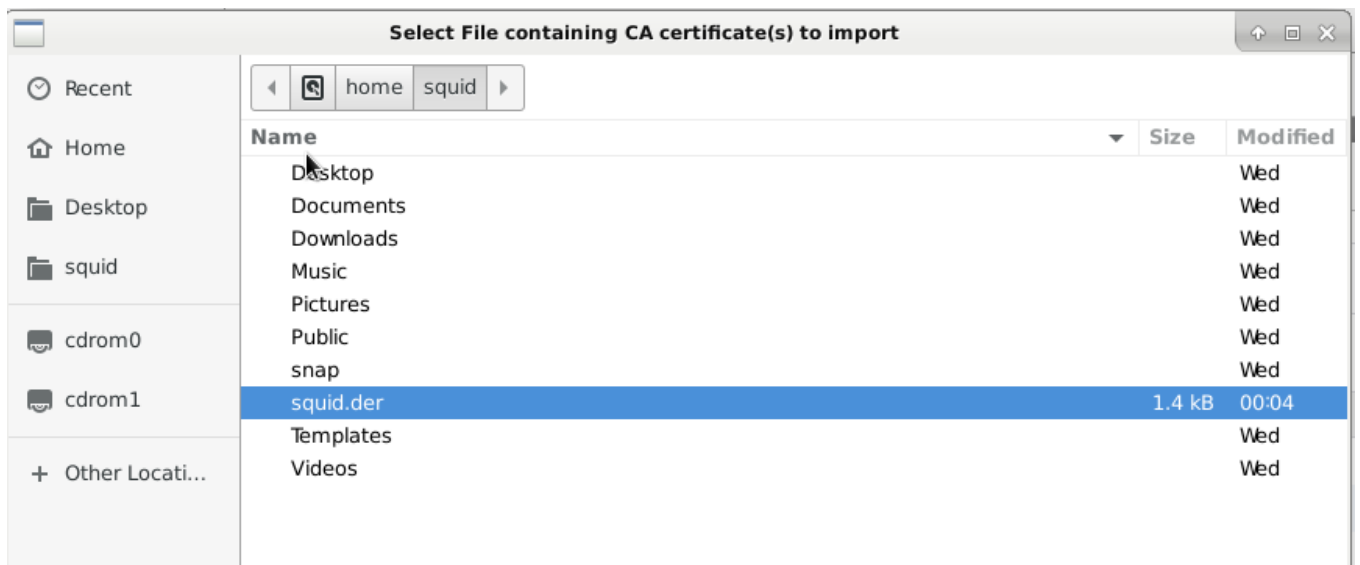 Select File containing CA certificate(s) to import
Recent
Home
Desktop
squid
cdrom0
cdrom1
+ Other Locati...
home squid
Name Size Modified
Desktop Wed
Documents Wed
Downloads Wed
Music Wed
Pictures Wed
Public Wed
snap Wed
squid.der 1.4 kB 00:04
Templates Wed
Videos Wed